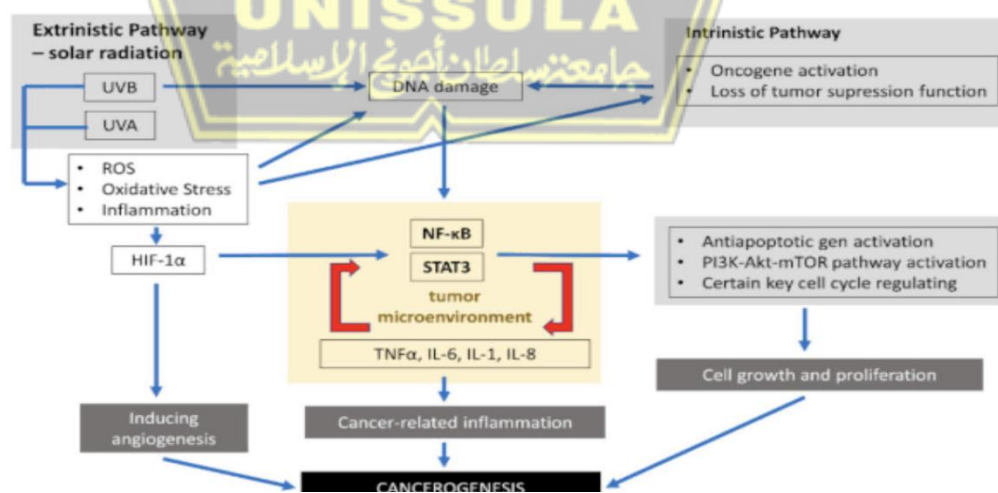 UNISSULA
جامعتسلطان أجونج الإسلامية
Extrinistic Pathway
– solar radiation
UVB
UVA
• ROS
• Oxidative Stress
• Inflammation
HIF-1α
DNA damage
Intrinistic Pathway
• Oncogene activation
• Loss of tumor supression function
NF-κB
STAT3
tumor
microenvironment
TNFα, IL-6, IL-1, IL-8
• Antiapoptotic gen activation
• PI3K-Akt-mTOR pathway activation
• Certain key cell cycle regulating
Cell growth and proliferation
Inducing
angiogenesis
Cancer-related inflammation
CANCEROGENESIS